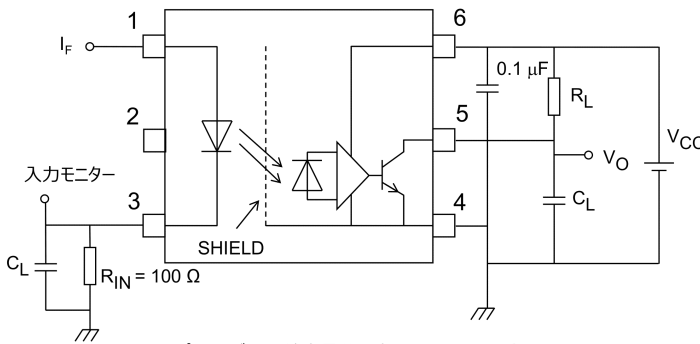 1
6
I_F
0.1 μF
R_L
2
5
V_CC
V_O
入力モニター
3
4
C_L
SHIELD
C_L
R_IN = 100 Ω